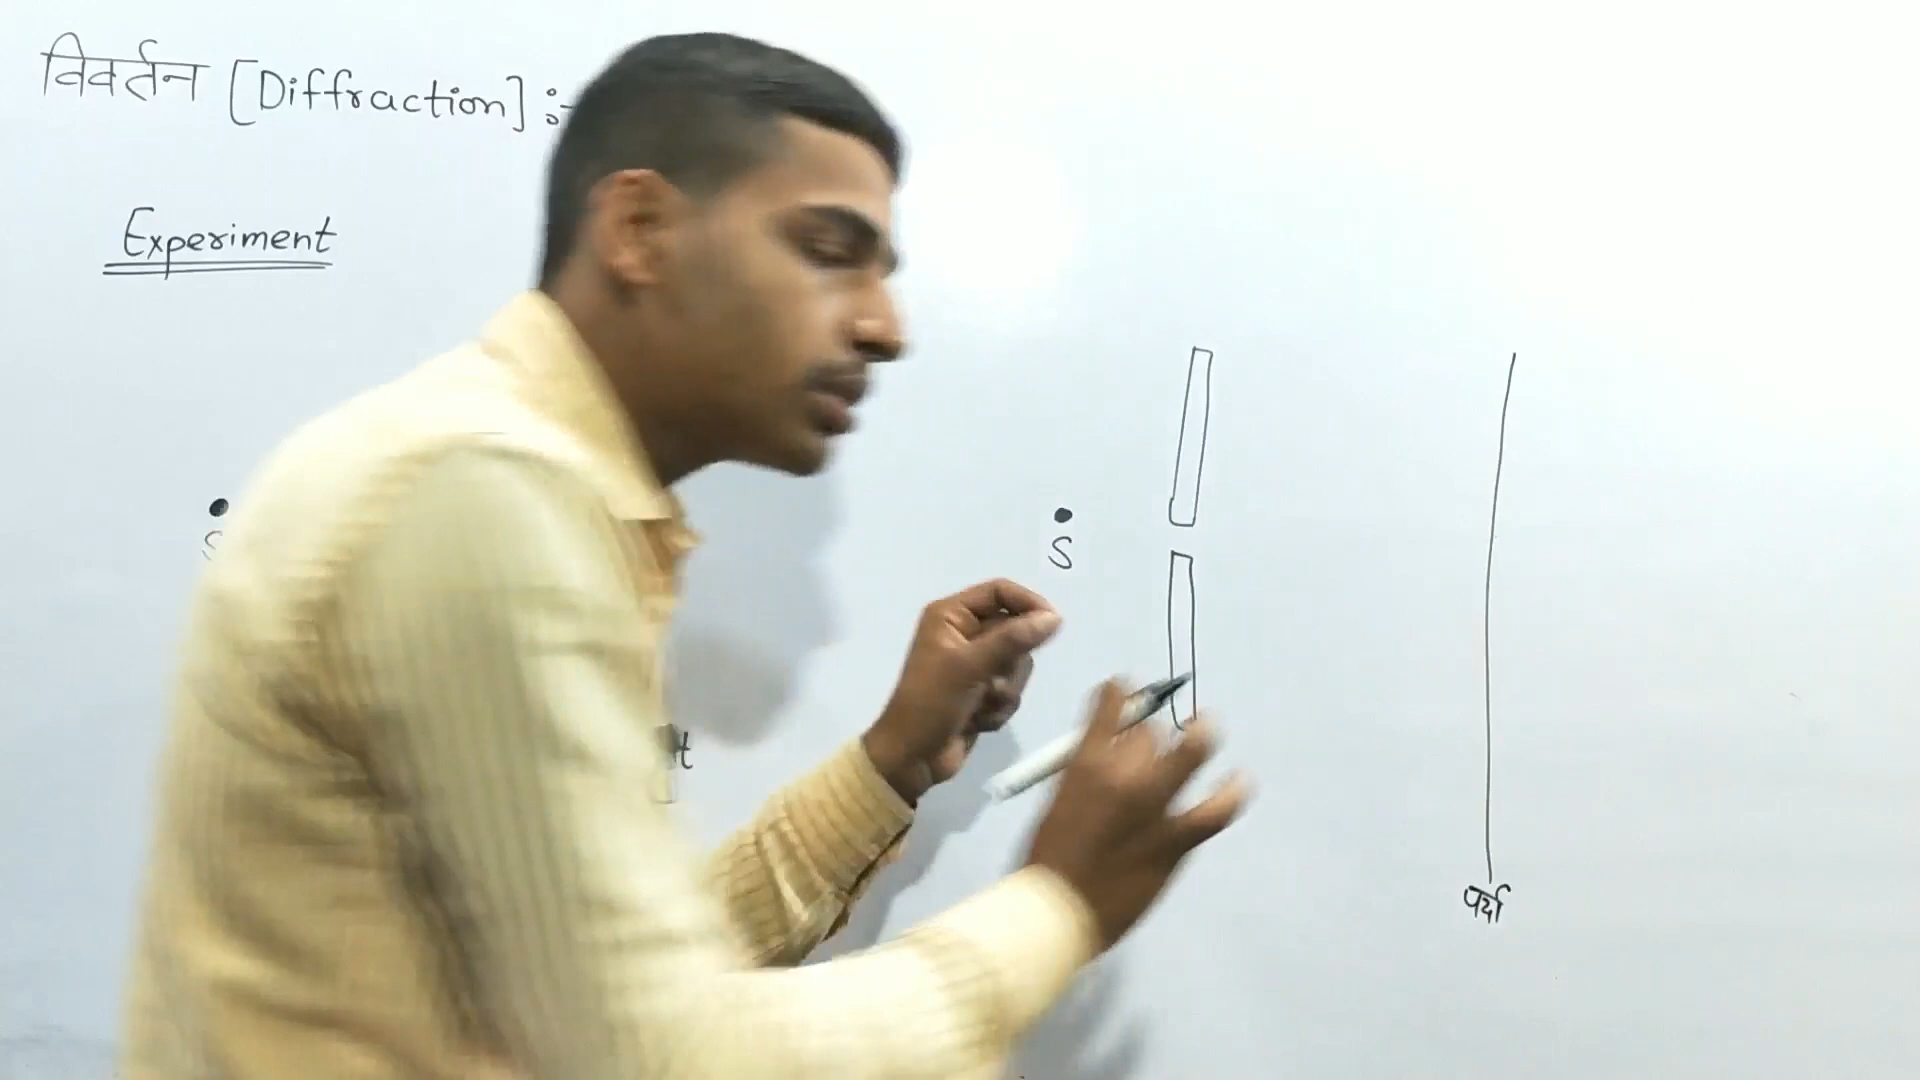 विवर्तन [Diffraction] :-
Experiment
S
S
t
पर्दा